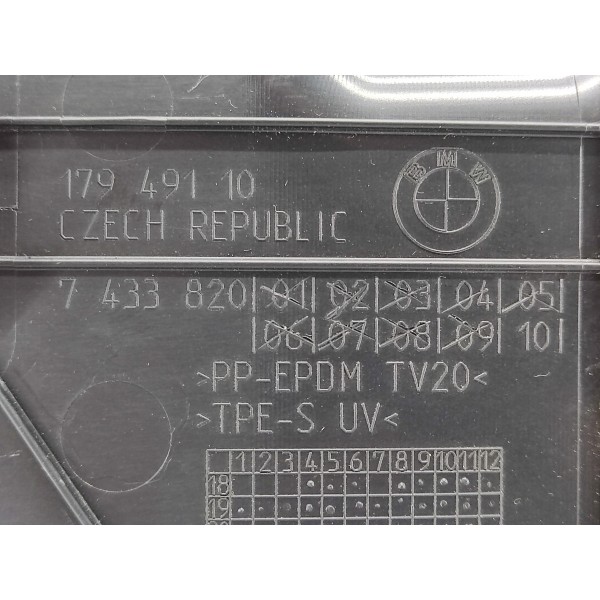 BMW
179 491 10
CZECH REPUBLIC
7 433 820 01 02 03 04 05
06 07 08 09 10
>PP-EPDM TV20<
>TPE-S UV<
1 2 3 4 5 6 7 8 9 10 11 12
18
19